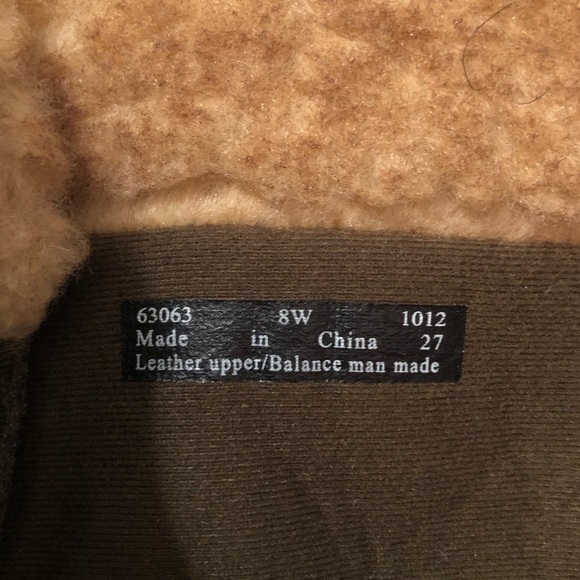 63063 8W 1012
Made in China 27
Leather upper/Balance man made